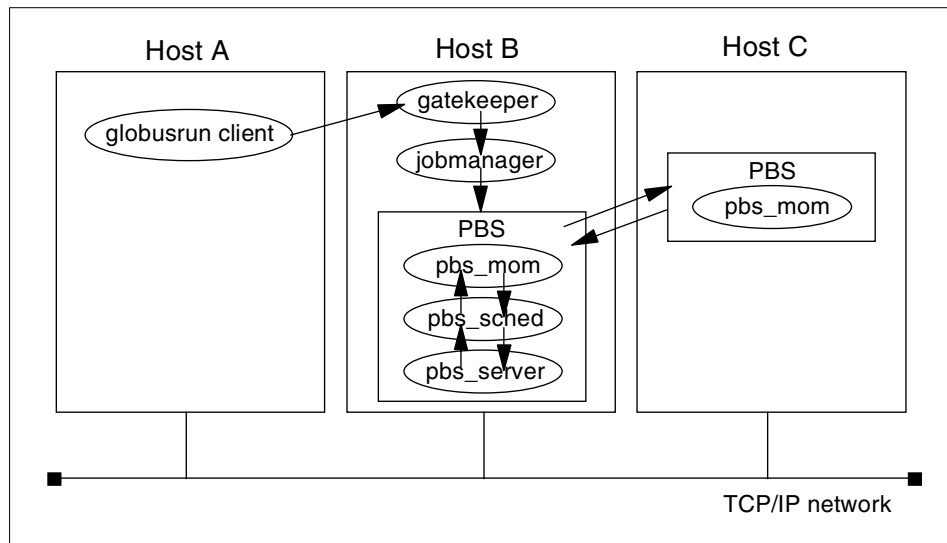 Host A
globusrun client
Host B
gatekeeper
jobmanager
PBS
pbs_mom
pbs_sched
pbs_server
Host C
PBS
pbs_mom
TCP/IP network